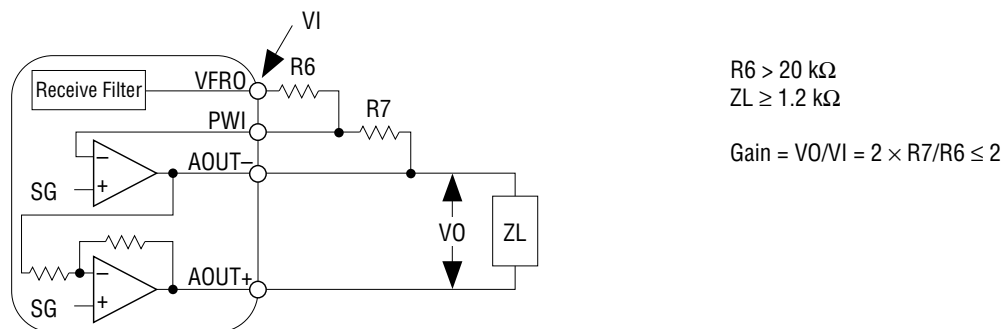 VI
R6
VFRO
Receive Filter
R7
PWI
AOUT–
–
+
SG
VO
ZL
–
+
SG
AOUT+
R6 > 20 kΩ
ZL ≥ 1.2 kΩ
Gain = VO/VI = 2 × R7/R6 ≤ 2